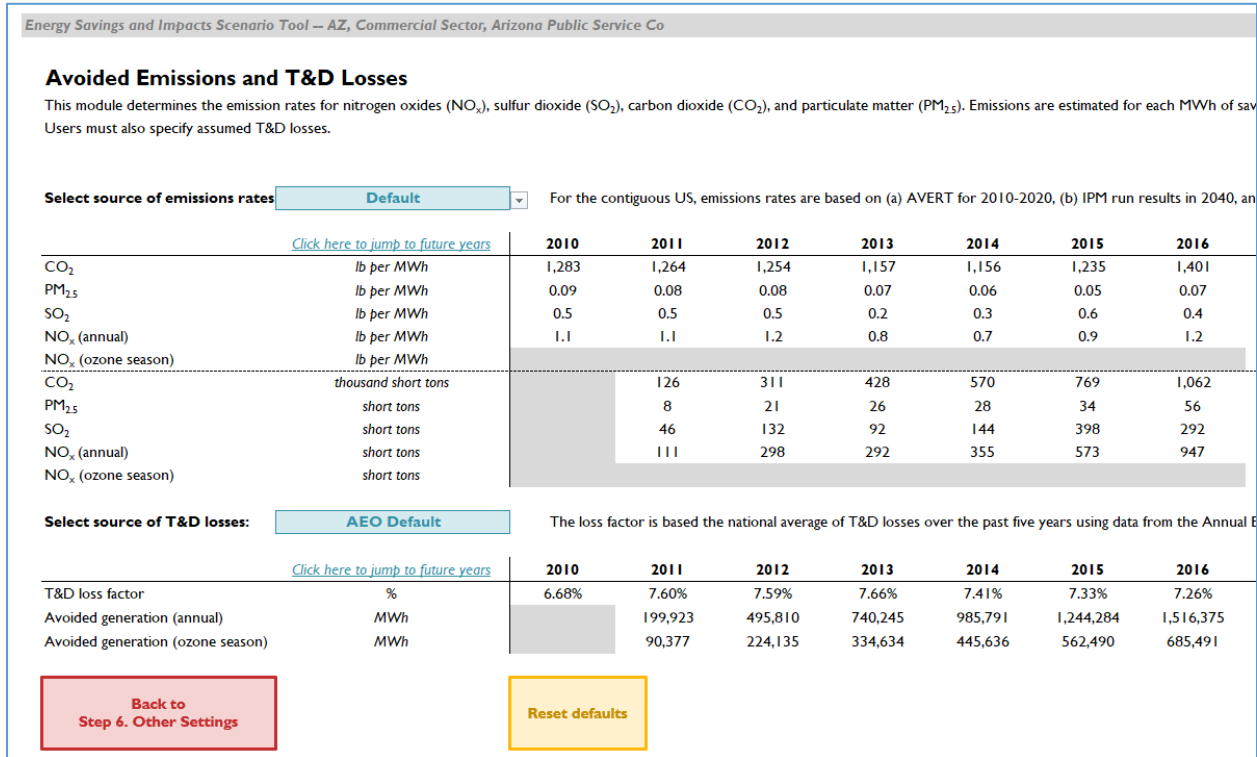 Energy Savings and Impacts Scenario Tool -- AZ, Commercial Sector, Arizona Public Service Co
Avoided Emissions and T&D Losses
This module determines the emission rates for nitrogen oxides (NOx), sulfur dioxide (SO2), carbon dioxide (CO2), and particulate matter (PM2.5). Emissions are estimated for each MWh of sav
Users must also specify assumed T&D losses.
Select source of emissions rates Default For the contiguous US, emissions rates are based on (a) AVERT for 2010-2020, (b) IPM run results in 2040, an
Click here to jump to future years 2010 2011 2012 2013 2014 2015 2016
CO2 lb per MWh 1,283 1,264 1,254 1,157 1,156 1,235 1,401
PM2.5 lb per MWh 0.09 0.08 0.08 0.07 0.06 0.05 0.07
SO2 lb per MWh 0.5 0.5 0.5 0.2 0.3 0.6 0.4
NOx (annual) lb per MWh 1.1 1.1 1.2 0.8 0.7 0.9 1.2
NOx (ozone season) lb per MWh
CO2 thousand short tons 126 311 428 570 769 1,062
PM2.5 short tons 8 21 26 28 34 56
SO2 short tons 46 132 92 144 398 292
NOx (annual) short tons 111 298 292 355 573 947
NOx (ozone season) short tons
Select source of T&D losses: AEO Default The loss factor is based the national average of T&D losses over the past five years using data from the Annual E
Click here to jump to future years 2010 2011 2012 2013 2014 2015 2016
T&D loss factor % 6.68% 7.60% 7.59% 7.66% 7.41% 7.33% 7.26%
Avoided generation (annual) MWh 199,923 495,810 740,245 985,791 1,244,284 1,516,375
Avoided generation (ozone season) MWh 90,377 224,135 334,634 445,636 562,490 685,491
Back to
Step 6. Other Settings
Reset defaults